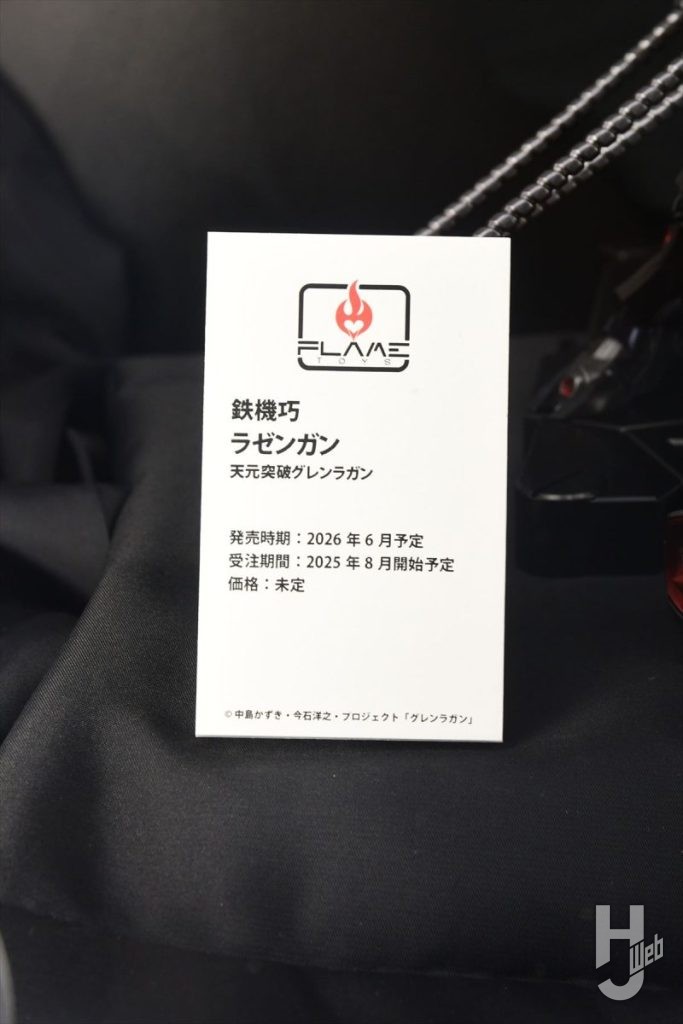 FLAME
TOYS
鉄機巧
ラゼンガン
天元突破グレンラガン
発売時期：2026 年 6 月予定
受注期間：2025 年 8 月開始予定
価格：未定
© 中島かずき・今石洋之・プロジェクト「グレンラガン」
HJ Web